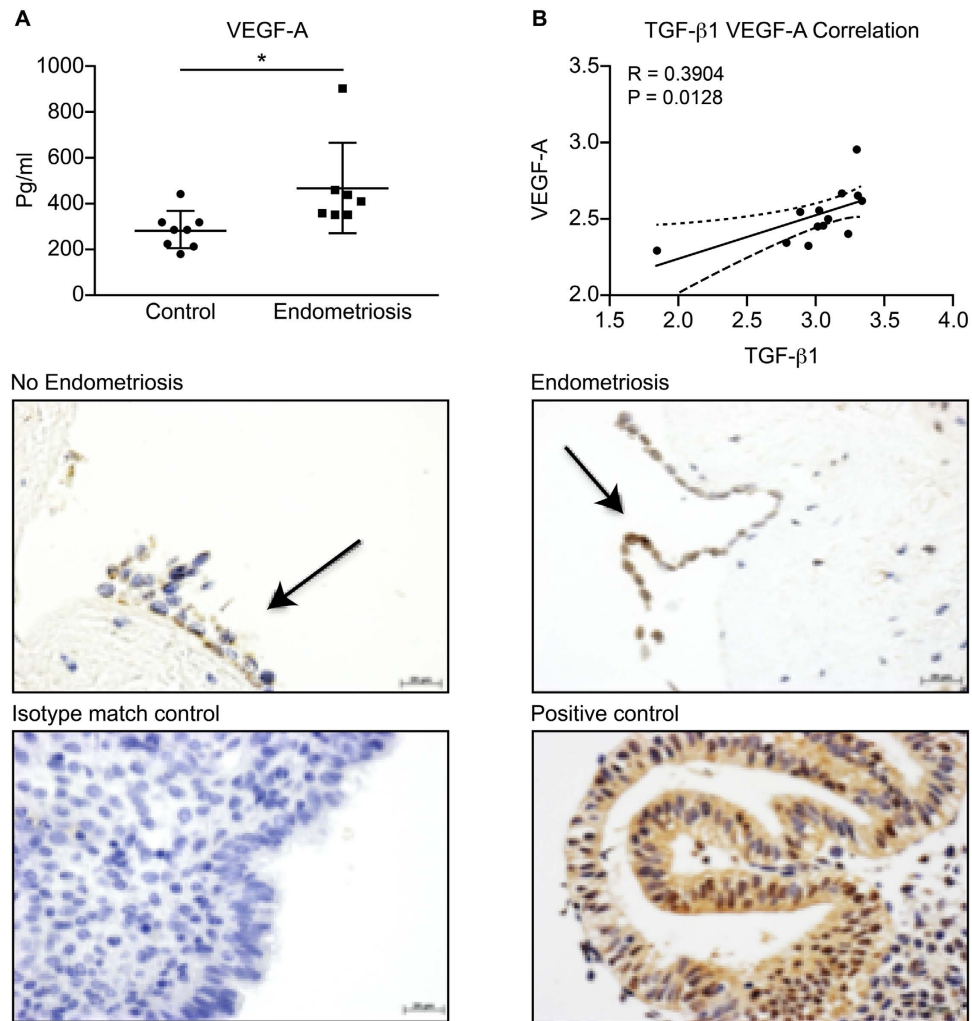 A
VEGF-A
*
1000
800
600
400
200
0
Pg/ml
Control
Endometriosis
B
TGF-β1 VEGF-A Correlation
R = 0.3904
P = 0.0128
3.5
3.0
2.5
2.0
VEGF-A
1.5
2.0
2.5
3.0
3.5
4.0
TGF-β1
No Endometriosis
Endometriosis
Isotype match control
Positive control